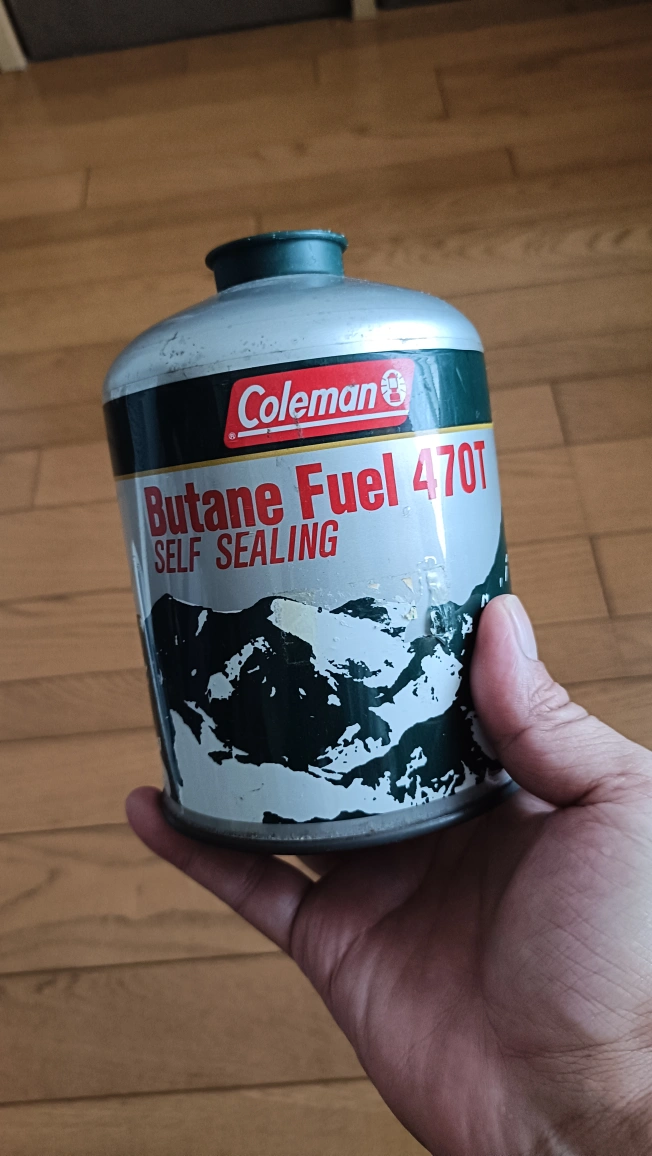 Coleman
®
Butane Fuel 470T
SELF SEALING